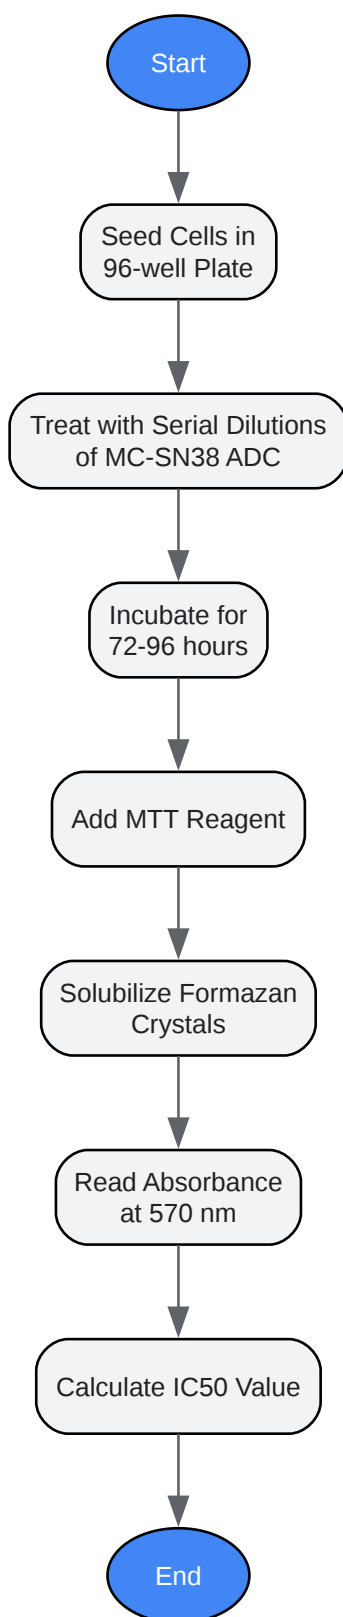 Start
Seed Cells in
96-well Plate
Treat with Serial Dilutions
of MC-SN38 ADC
Incubate for
72-96 hours
Add MTT Reagent
Solubilize Formazan
Crystals
Read Absorbance
at 570 nm
Calculate IC50 Value
End